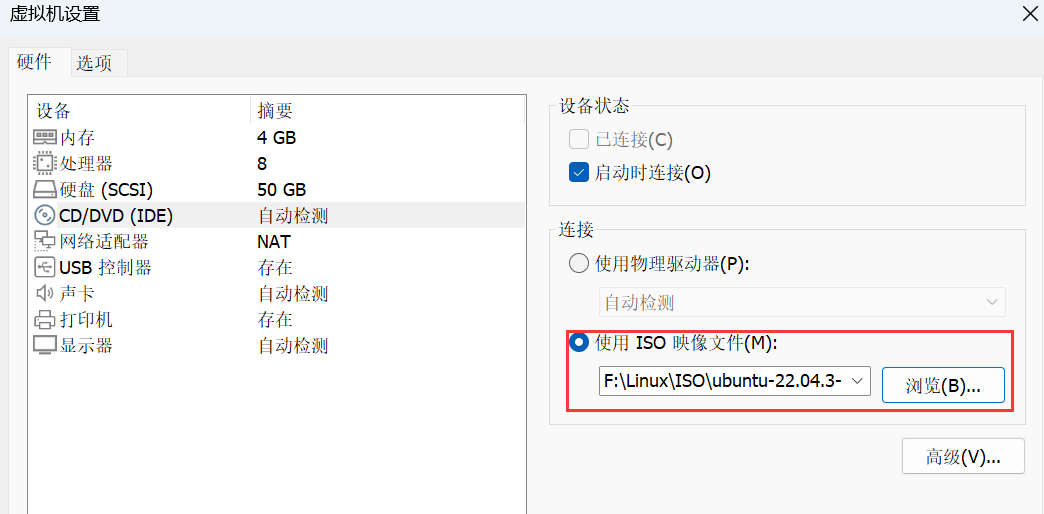 虚拟机设置
硬件 选项
设备 摘要
内存 4 GB
处理器 8
硬盘 (SCSI) 50 GB
CD/DVD (IDE) 自动检测
网络适配器 NAT
USB 控制器 存在
声卡 自动检测
打印机 存在
显示器 自动检测
设备状态
已连接(C)
启动时连接(O)
连接
使用物理驱动器(P):
自动检测
使用 ISO 映像文件(M):
F:\Linux\ISO\ubuntu-22.04.3- 浏览(B)...
高级(V)...